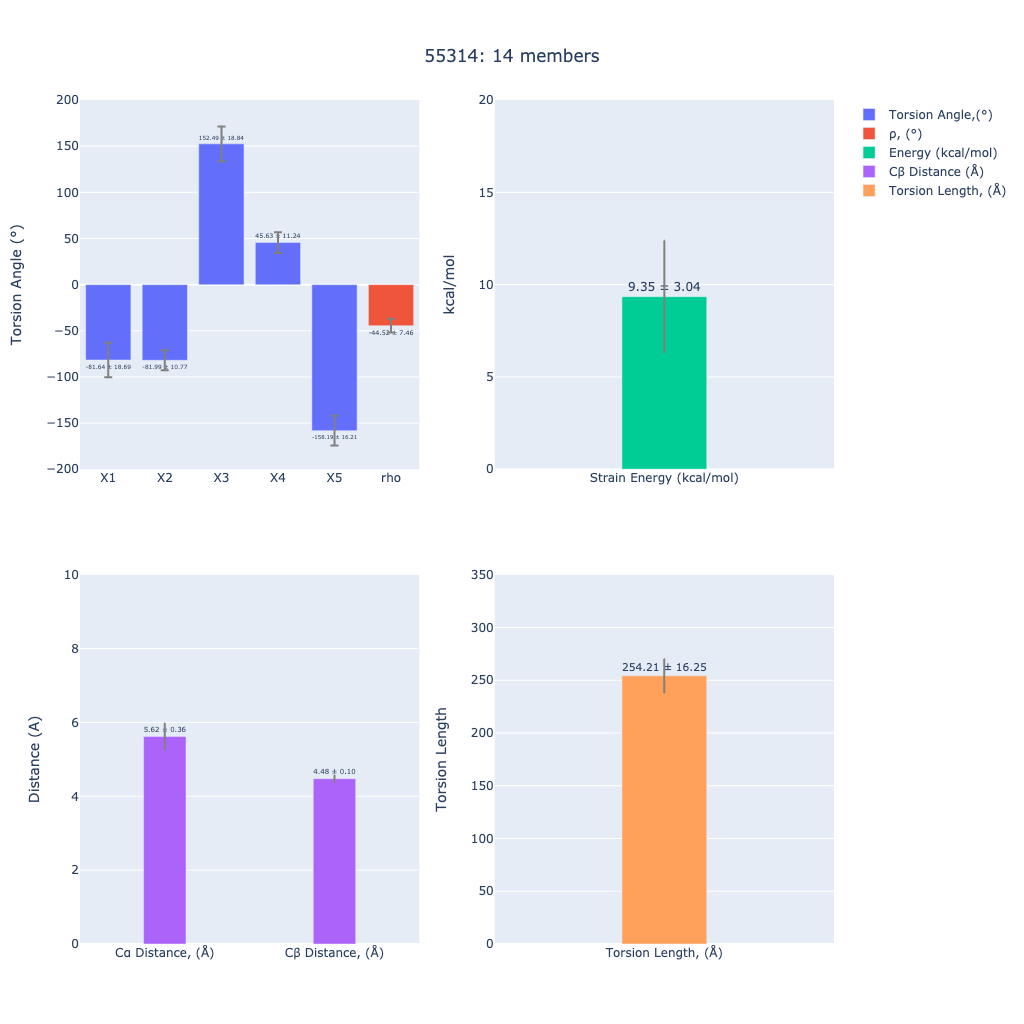 55314: 14 members
Torsion Angle (°)
200
150
100
50
0
−50
−100
−150
−200
-81.64 ± 18.69
-81.99 ± 10.77
152.49 ± 18.84
45.63 ± 11.24
-158.19 ± 16.21
-44.52 ± 7.46
X1
X2
X3
X4
X5
rho
kcal/mol
20
15
10
5
0
9.35 ± 3.04
Strain Energy (kcal/mol)
Torsion Angle,(°)
ρ, (°)
Energy (kcal/mol)
Cβ Distance (Å)
Torsion Length, (Å)
Distance (A)
10
8
6
4
2
0
5.62 ± 0.36
4.48 ± 0.10
Cα Distance, (Å)
Cβ Distance, (Å)
Torsion Length
350
300
250
200
150
100
50
0
254.21 ± 16.25
Torsion Length, (Å)